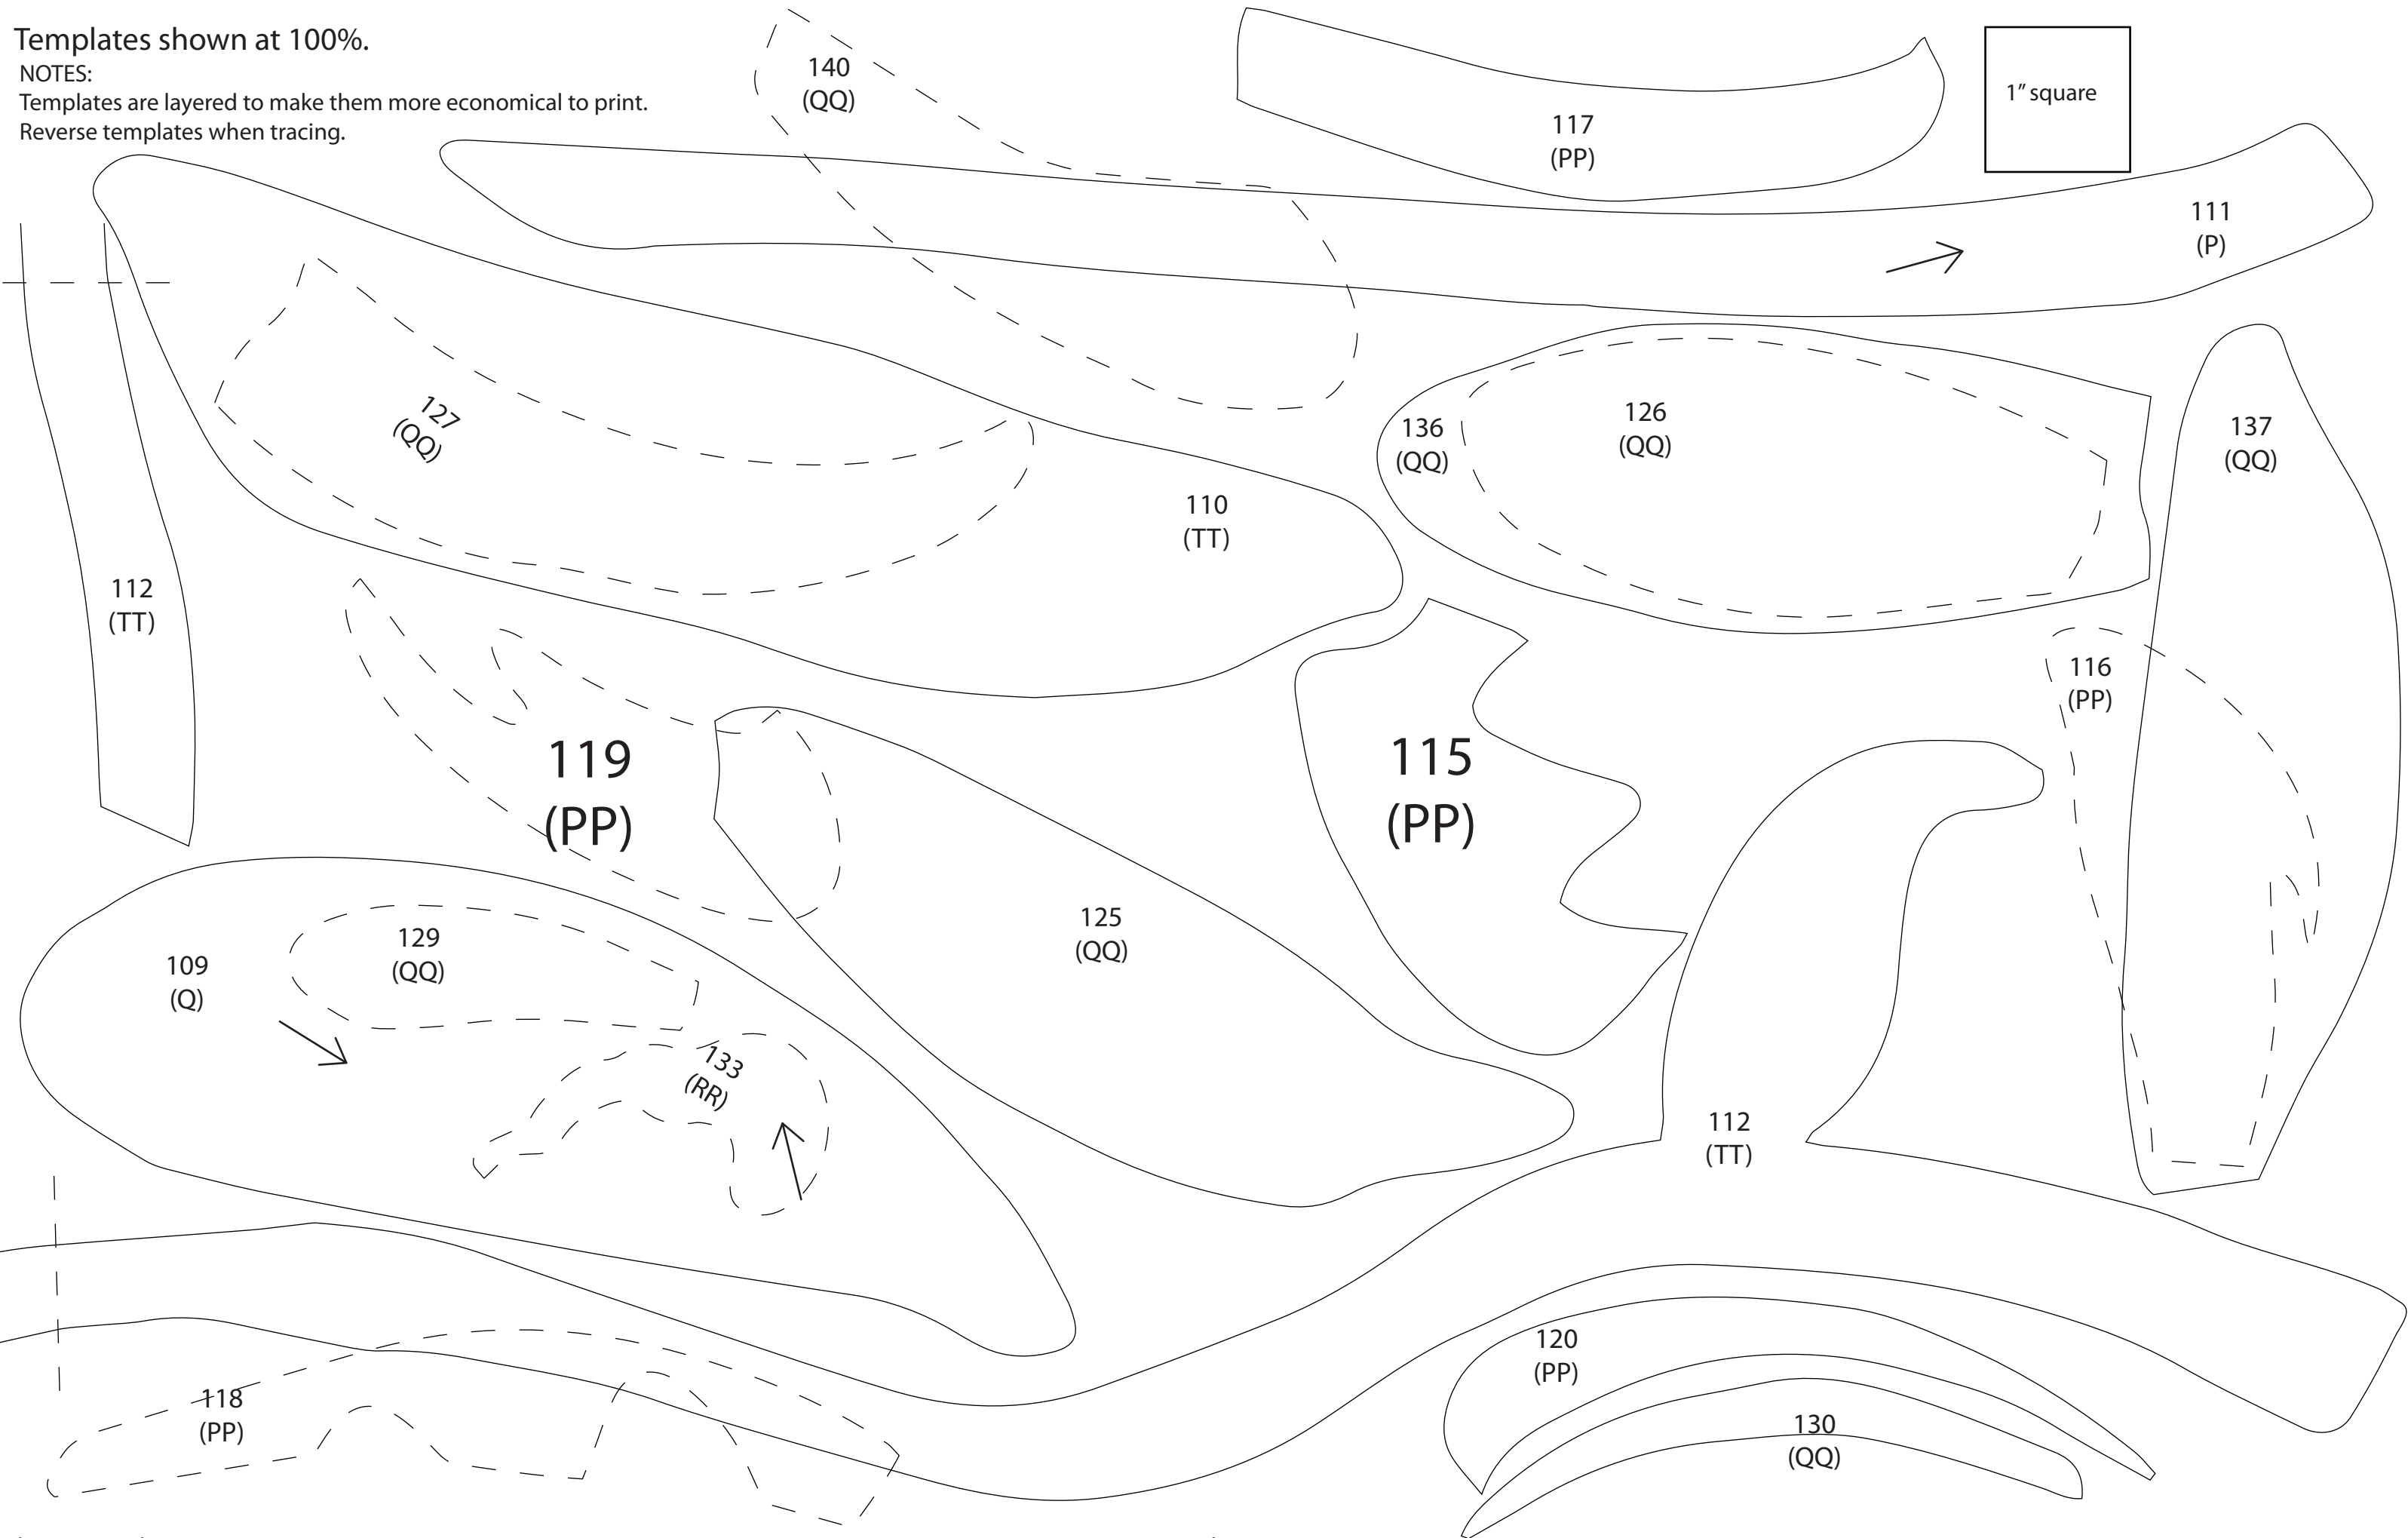 Templates shown at 100%.
NOTES:
Templates are layered to make them more economical to print.
Reverse templates when tracing.
140
(QQ)
117
(PP)
1” square
111
(P)
127
(QQ)
136
(QQ)
126
(QQ)
137
(QQ)
110
(TT)
112
(TT)
116
(PP)
119
(PP)
115
(PP)
125
(QQ)
129
(QQ)
109
(Q)
133
(RR)
112
(TT)
120
(PP)
118
(PP)
130
(QQ)